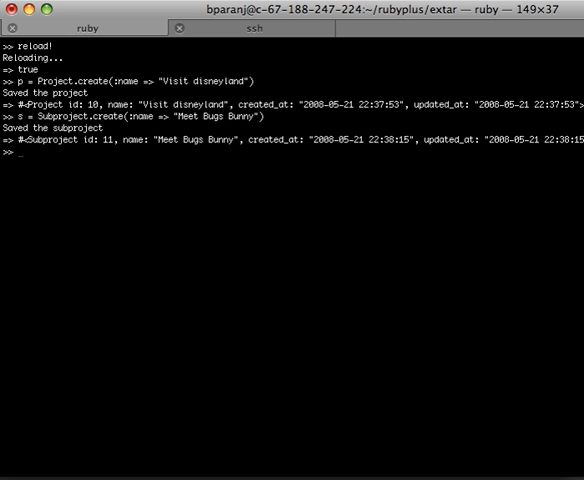 bparanj@c-67-188-247-224:~/rubyplus/extar — ruby — 149×37
ruby ssh
>> reload!
Reloading...
=> true
>> p = Project.create(:name => "Visit disneyland")
Saved the project
=> #<Project id: 10, name: "Visit disneyland", created_at: "2008-05-21 22:37:53", updated_at: "2008-05-21 22:37:53">
>> s = Subproject.create(:name => "Meet Bugs Bunny")
Saved the subproject
=> #<Subproject id: 11, name: "Meet Bugs Bunny", created_at: "2008-05-21 22:38:15", updated_at: "2008-05-21 22:38:15
>> _